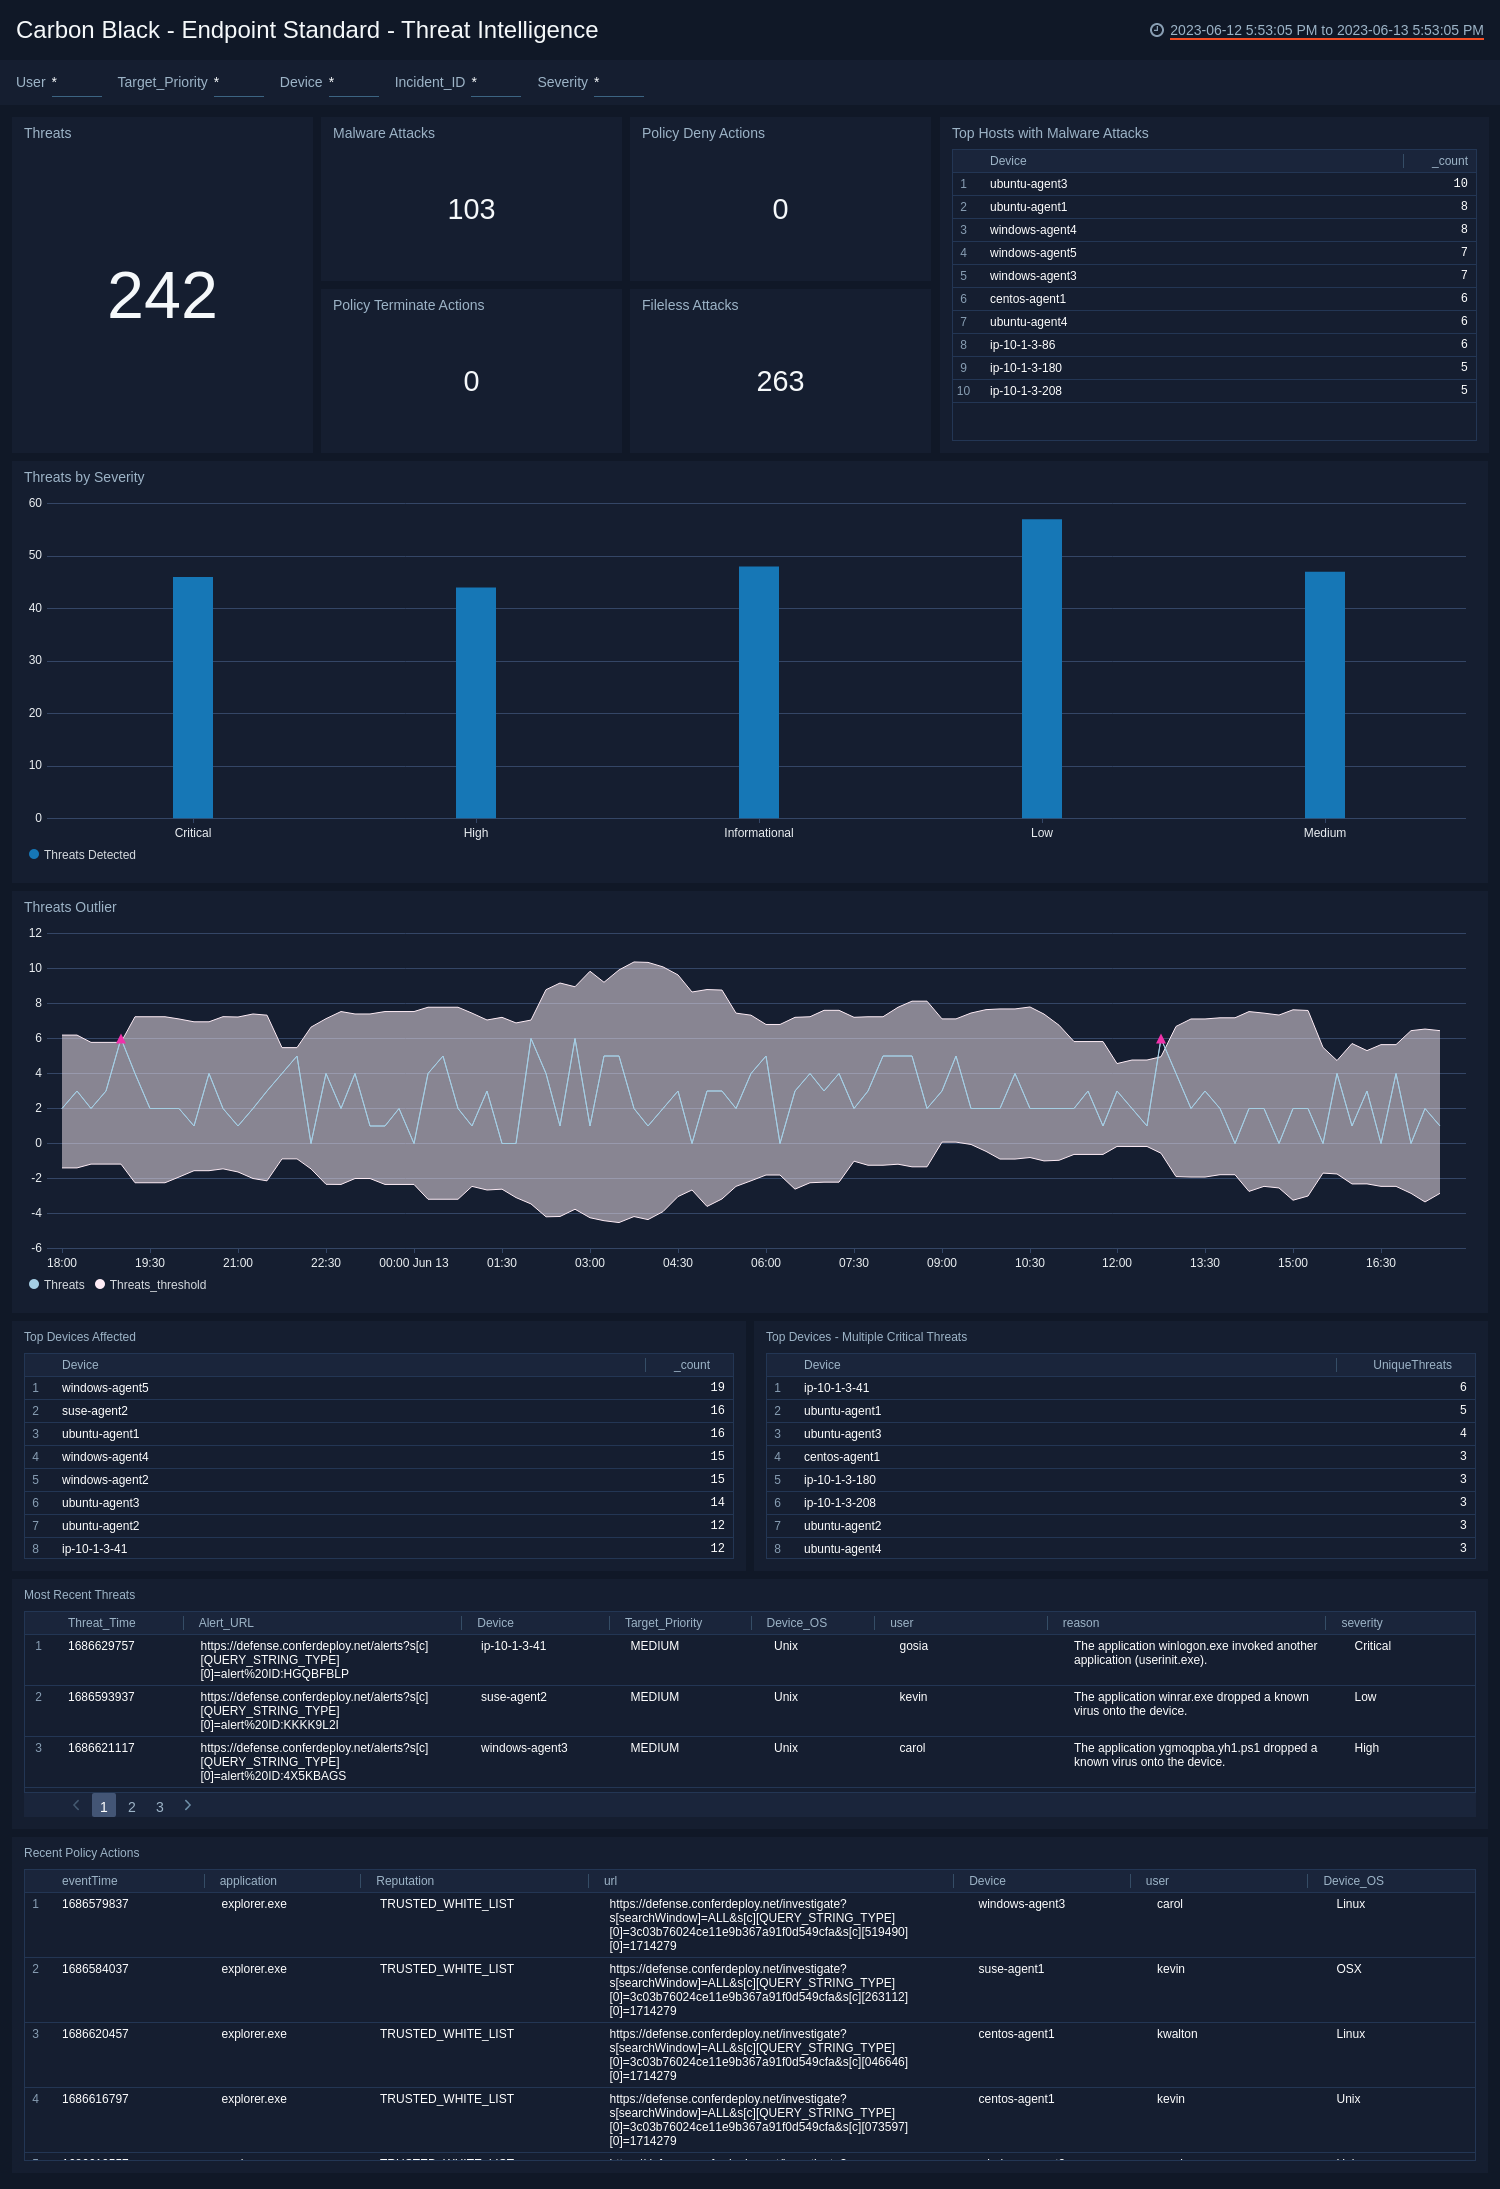 Carbon Black - Endpoint Standard - Threat Intelligence
2023-06-12 5:53:05 PM to 2023-06-13 5:53:05 PM
User * Target_Priority * Device * Incident_ID * Severity *
Threats
242
Malware Attacks
103
Policy Deny Actions
0
Policy Terminate Actions
0
Fileless Attacks
263
Top Hosts with Malware Attacks
Device _count
1 ubuntu-agent3 10
2 ubuntu-agent1 8
3 windows-agent4 8
4 windows-agent5 7
5 windows-agent3 7
6 centos-agent1 6
7 ubuntu-agent4 6
8 ip-10-1-3-86 6
9 ip-10-1-3-180 5
10 ip-10-1-3-208 5
Threats by Severity
60
50
40
30
20
10
0
Critical High Informational Low Medium
Threats Detected
Threats Outlier
12
10
8
6
4
2
0
-2
-4
-6
18:00 19:30 21:00 22:30 00:00 Jun 13 01:30 03:00 04:30 06:00 07:30 09:00 10:30 12:00 13:30 15:00 16:30
Threats Threats_threshold
Top Devices Affected
Device _count
1 windows-agent5 19
2 suse-agent2 16
3 ubuntu-agent1 16
4 windows-agent4 15
5 windows-agent2 15
6 ubuntu-agent3 14
7 ubuntu-agent2 12
8 ip-10-1-3-41 12
Top Devices - Multiple Critical Threats
Device UniqueThreats
1 ip-10-1-3-41 6
2 ubuntu-agent1 5
3 ubuntu-agent3 4
4 centos-agent1 3
5 ip-10-1-3-180 3
6 ip-10-1-3-208 3
7 ubuntu-agent2 3
8 ubuntu-agent4 3
Most Recent Threats
Threat_Time Alert_URL Device Target_Priority Device_OS user reason severity
1 1686629757 https://defense.conferdeploy.net/alerts?s[c] ip-10-1-3-41 MEDIUM Unix gosia The application winlogon.exe invoked another Critical
[QUERY_STRING_TYPE] application (userinit.exe).
[0]=alert%20ID:HGQBFBLP
2 1686593937 https://defense.conferdeploy.net/alerts?s[c] suse-agent2 MEDIUM Unix kevin The application winrar.exe dropped a known Low
[QUERY_STRING_TYPE] virus onto the device.
[0]=alert%20ID:KKKK9L2I
3 1686621117 https://defense.conferdeploy.net/alerts?s[c] windows-agent3 MEDIUM Unix carol The application ygmoqpba.yh1.ps1 dropped a High
[QUERY_STRING_TYPE] known virus onto the device.
[0]=alert%20ID:4X5KBAGS
1 2 3
Recent Policy Actions
eventTime application Reputation url Device user Device_OS
1 1686579837 explorer.exe TRUSTED_WHITE_LIST https://defense.conferdeploy.net/investigate? windows-agent3 carol Linux
s[searchWindow]=ALL&s[c][QUERY_STRING_TYPE]
[0]=3c03b76024ce11e9b367a91f0d549cfa&s[c][519490]
[0]=1714279
2 1686584037 explorer.exe TRUSTED_WHITE_LIST https://defense.conferdeploy.net/investigate? suse-agent1 kevin OSX
s[searchWindow]=ALL&s[c][QUERY_STRING_TYPE]
[0]=3c03b76024ce11e9b367a91f0d549cfa&s[c][263112]
[0]=1714279
3 1686620457 explorer.exe TRUSTED_WHITE_LIST https://defense.conferdeploy.net/investigate? centos-agent1 kwalton Linux
s[searchWindow]=ALL&s[c][QUERY_STRING_TYPE]
[0]=3c03b76024ce11e9b367a91f0d549cfa&s[c][046646]
[0]=1714279
4 1686616797 explorer.exe TRUSTED_WHITE_LIST https://defense.conferdeploy.net/investigate? centos-agent1 kevin Unix
s[searchWindow]=ALL&s[c][QUERY_STRING_TYPE]
[0]=3c03b76024ce11e9b367a91f0d549cfa&s[c][073597]
[0]=1714279